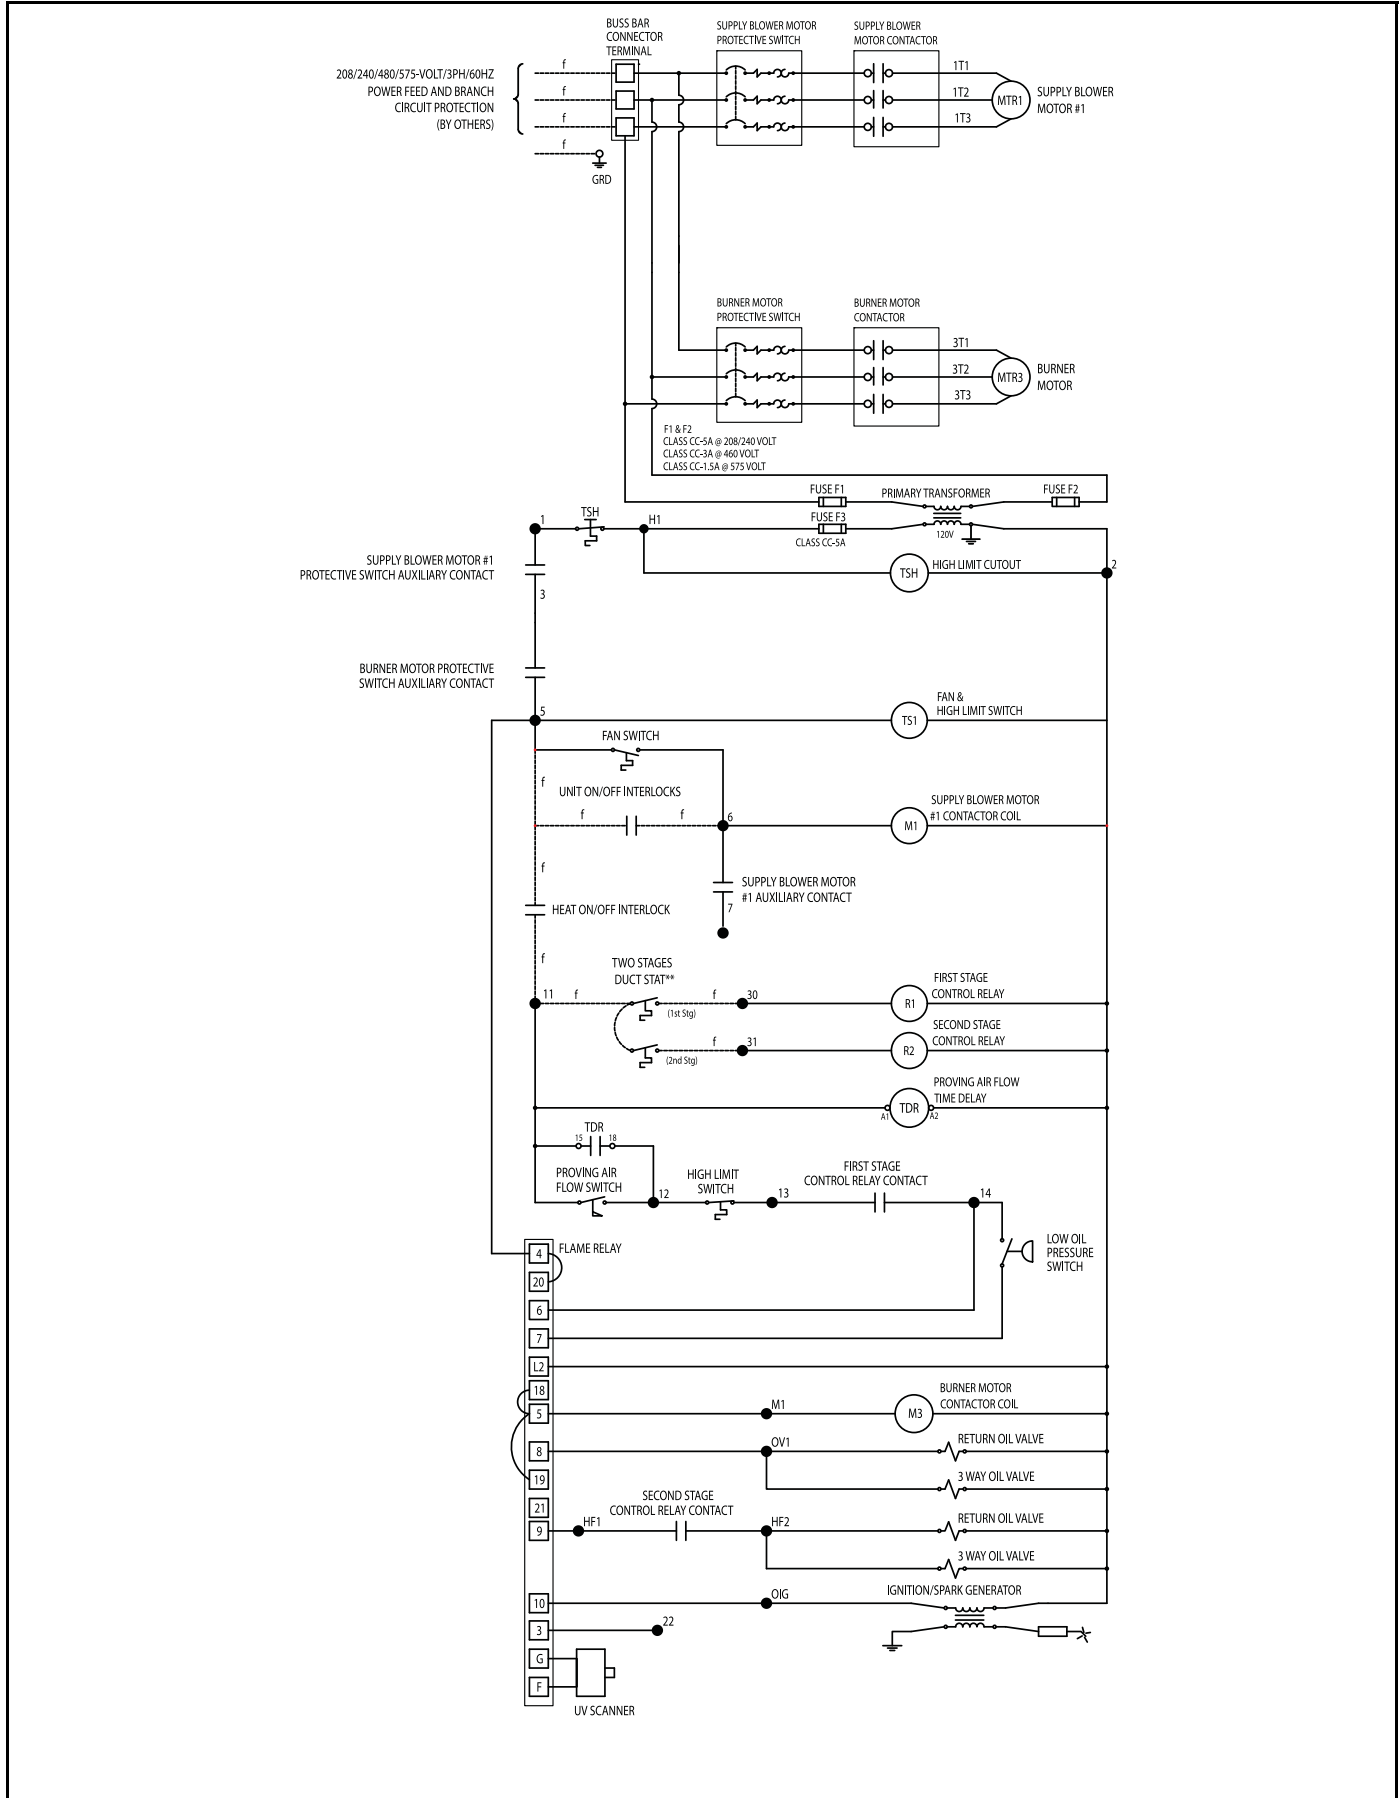 BUSS BAR
CONNECTOR
TERMINAL
SUPPLY BLOWER MOTOR
PROTECTIVE SWITCH
SUPPLY BLOWER
MOTOR CONTACTOR
208/240/480/575-VOLT/3PH/60HZ
POWER FEED AND BRANCH
CIRCUIT PROTECTION
(BY OTHERS)
f
f
f
f
GRD
1T1
1T2
1T3
MTR1
SUPPLY BLOWER
MOTOR #1
BURNER MOTOR
PROTECTIVE SWITCH
BURNER MOTOR
CONTACTOR
3T1
3T2
3T3
MTR3
BURNER
MOTOR
F1 & F2
CLASS CC-5A @ 208/240 VOLT
CLASS CC-3A @ 460 VOLT
CLASS CC-1.5A @ 575 VOLT
FUSE F1
PRIMARY TRANSFORMER
FUSE F2
1
TSH
H1
FUSE F3
CLASS CC-5A
120V
SUPPLY BLOWER MOTOR #1
PROTECTIVE SWITCH AUXILIARY CONTACT
TSH
HIGH LIMIT CUTOUT
2
3
BURNER MOTOR PROTECTIVE
SWITCH AUXILIARY CONTACT
5
TS1
FAN &
HIGH LIMIT SWITCH
FAN SWITCH
f
UNIT ON/OFF INTERLOCKS
f
f
6
M1
SUPPLY BLOWER MOTOR
#1 CONTACTOR COIL
f
SUPPLY BLOWER MOTOR
#1 AUXILIARY CONTACT
7
HEAT ON/OFF INTERLOCK
f
TWO STAGES
DUCT STAT**
11
f
(1st Stg)
f
30
R1
FIRST STAGE
CONTROL RELAY
(2nd Stg)
f
31
R2
SECOND STAGE
CONTROL RELAY
A1
TDR
A2
PROVING AIR FLOW
TIME DELAY
TDR
15
18
PROVING AIR
FLOW SWITCH
12
HIGH LIMIT
SWITCH
13
FIRST STAGE
CONTROL RELAY CONTACT
14
LOW OIL
PRESSURE
SWITCH
4
FLAME RELAY
20
6
7
L2
18
5
M1
M3
BURNER MOTOR
CONTACTOR COIL
8
OV1
RETURN OIL VALVE
19
3 WAY OIL VALVE
21
SECOND STAGE
CONTROL RELAY CONTACT
9
HF1
HF2
RETURN OIL VALVE
3 WAY OIL VALVE
10
OIG
IGNITION/SPARK GENERATOR
3
22
G
F
UV SCANNER